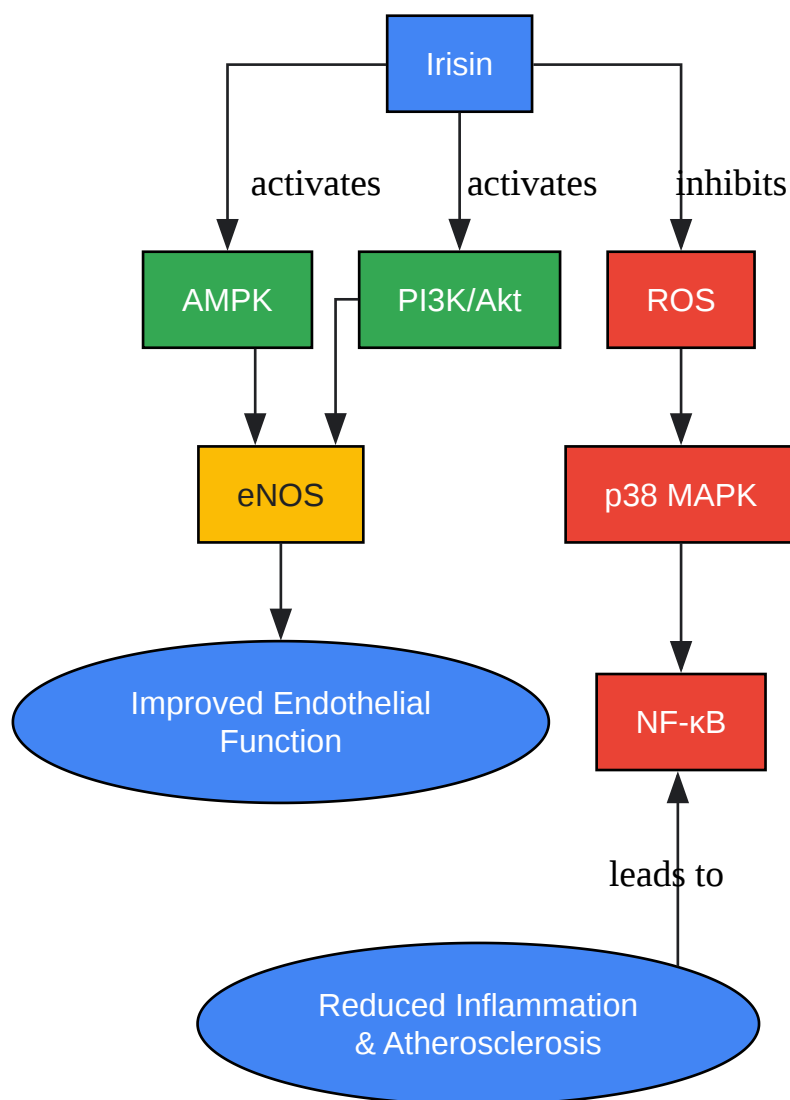 Irisin
activates
activates
inhibits
AMPK
PI3K/Akt
ROS
eNOS
p38 MAPK
Improved Endothelial
Function
NF-κB
leads to
Reduced Inflammation
& Atherosclerosis